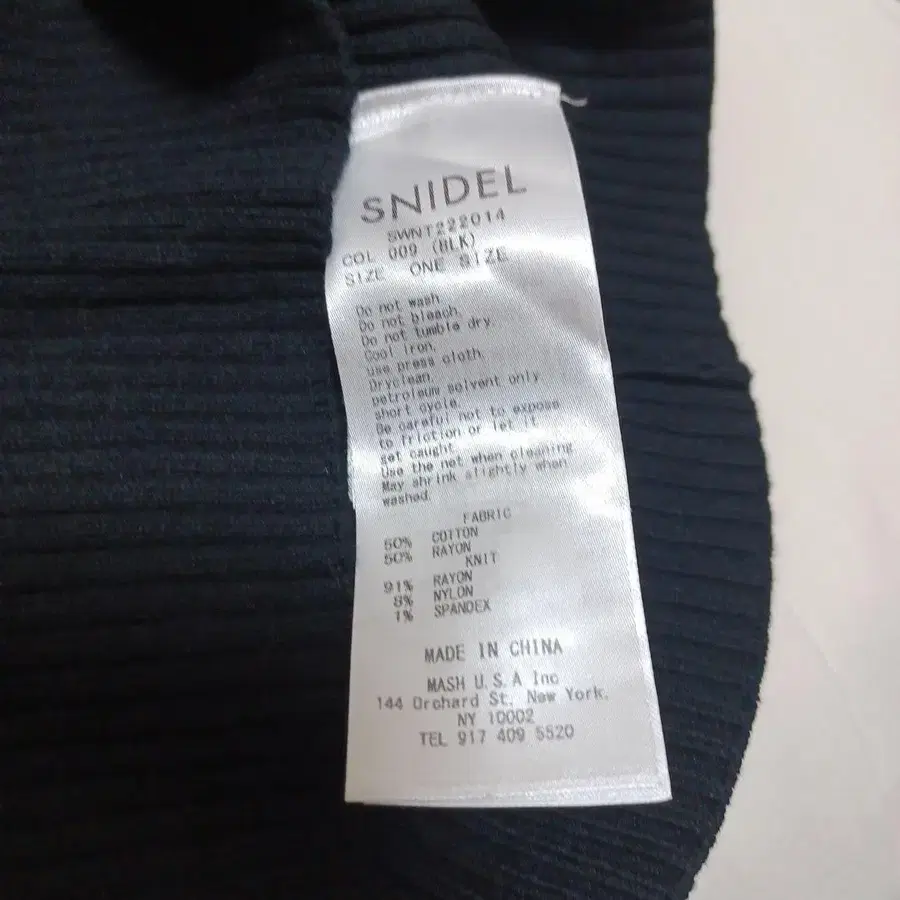 SNIDEL
SWNT222014
COL 009 (BLK)
SIZE ONE SIZE
Do not wash.
Do not bleach.
Do not tumble dry.
Cool iron.
use press cloth.
Dryclean.
petroleum solvent only
short cycle.
Be careful not to expose
to friction or let it
get caught.
Use the net when cleaning.
May shrink slightly when
washed.
FABRIC
50% COTTON
50% RAYON
KNIT
91% RAYON
8% NYLON
1% SPANDEX
MADE IN CHINA
MASH U.S.A Inc
144 Orchard St, New York,
NY 10002
TEL 917 409 5520